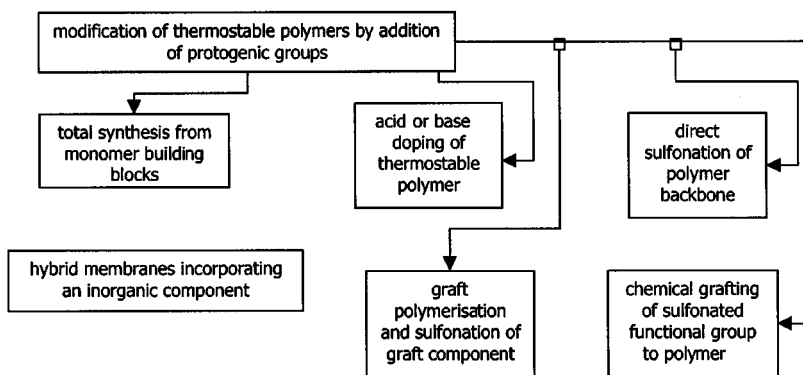 modification of thermostable polymers by addition
of protogenic groups
total synthesis from
monomer building
blocks
acid or base
doping of
thermostable
polymer
direct
sulfonation of
polymer
backbone
hybrid membranes incorporating
an inorganic component
graft
polymerisation
and sulfonation of
graft component
chemical grafting
of sulfonated
functional group
to polymer